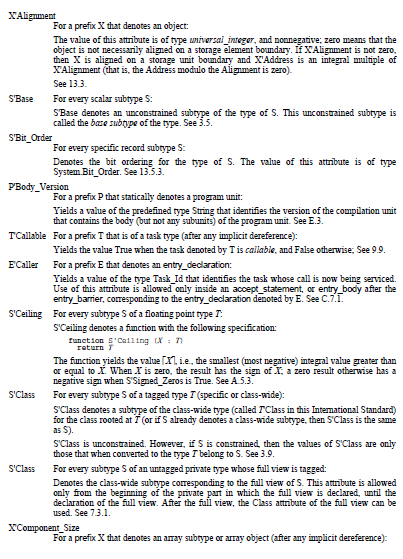 X'Alignment
For a prefix X that denotes an object:
The value of this attribute is of type universal_integer, and nonnegative; zero means that the
object is not necessarily aligned on a storage element boundary. If X'Alignment is not zero,
then X is aligned on a storage unit boundary and X'Address is an integral multiple of
X'Alignment (that is, the Address modulo the Alignment is zero).
See 13.3.
S'Base For every scalar subtype S:
S'Base denotes an unconstrained subtype of the type of S. This unconstrained subtype is
called the base subtype of the type. See 3.5.
S'Bit_Order
For every specific record subtype S:
Denotes the bit ordering for the type of S. The value of this attribute is of type
System.Bit_Order. See 13.5.3.
P'Body_Version
For a prefix P that statically denotes a program unit:
Yields a value of the predefined type String that identifies the version of the compilation unit
that contains the body (but not any subunits) of the program unit. See E.3.
T'Callable For a prefix T that is of a task type (after any implicit dereference):
Yields the value True when the task denoted by T is callable, and False otherwise; See 9.9.
E'Caller For a prefix E that denotes an entry_declaration:
Yields a value of the type Task_Id that identifies the task whose call is now being serviced.
Use of this attribute is allowed only inside an accept_statement, or entry_body after the
entry_barrier, corresponding to the entry_declaration denoted by E. See C.7.1.
S'Ceiling For every subtype S of a floating point type T:
S'Ceiling denotes a function with the following specification:
function S'Ceiling (X : T)
return T
The function yields the value ⌈X⌉, i.e., the smallest (most negative) integral value greater than
or equal to X. When X is zero, the result has the sign of X; a zero result otherwise has a
negative sign when S'Signed_Zeros is True. See A.5.3.
S'Class For every subtype S of a tagged type T (specific or class-wide):
S'Class denotes a subtype of the class-wide type (called T'Class in this International Standard)
for the class rooted at T (or if S already denotes a class-wide subtype, then S'Class is the same
as S).
S'Class is unconstrained. However, if S is constrained, then the values of S'Class are only
those that when converted to the type T belong to S. See 3.9.
S'Class For every subtype S of an untagged private type whose full view is tagged:
Denotes the class-wide subtype corresponding to the full view of S. This attribute is allowed
only from the beginning of the private part in which the full view is declared, until the
declaration of the full view. After the full view, the Class attribute of the full view can be
used. See 7.3.1.
X'Component_Size
For a prefix X that denotes an array subtype or array object (after any implicit dereference):